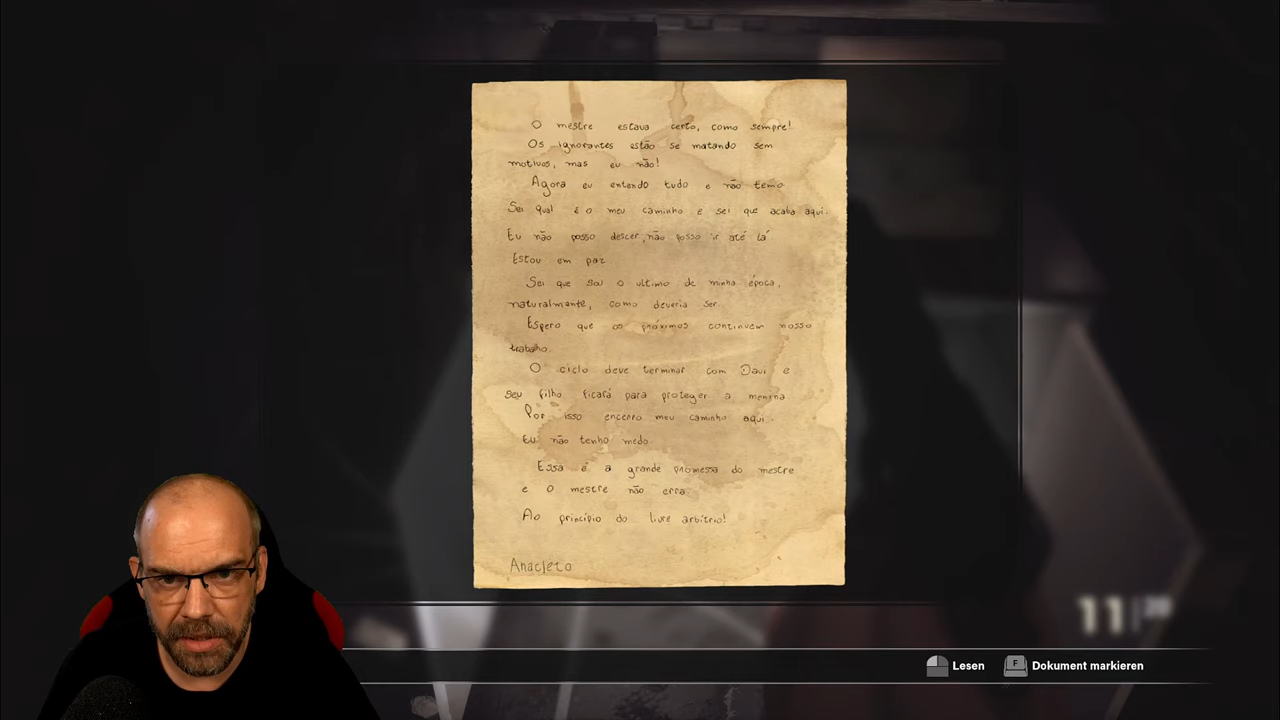 O mestre estava certo, como sempre!
Os ignorantes estão se matando sem
motivos, mas eu não!
Agora eu entendo tudo e não temo
Sei qual é o meu caminho e sei que acaba aqui.
Eu não posso descer, não posso ir até lá
Estou em paz
Sei que sou o ultimo de minha época,
naturalmente, como deveria ser.
Espero que os próximos continuem nosso
trabalho.
O ciclo deve terminar com Davi e
seu filho ficará para proteger a menina
Por isso encerro meu caminho aqui.
Eu não tenho medo.
Essa é a grande promessa do mestre
e o mestre não erra.
Ao princípio do livre arbítrio!
Anacleto
11
20
Lesen
F Dokument markieren